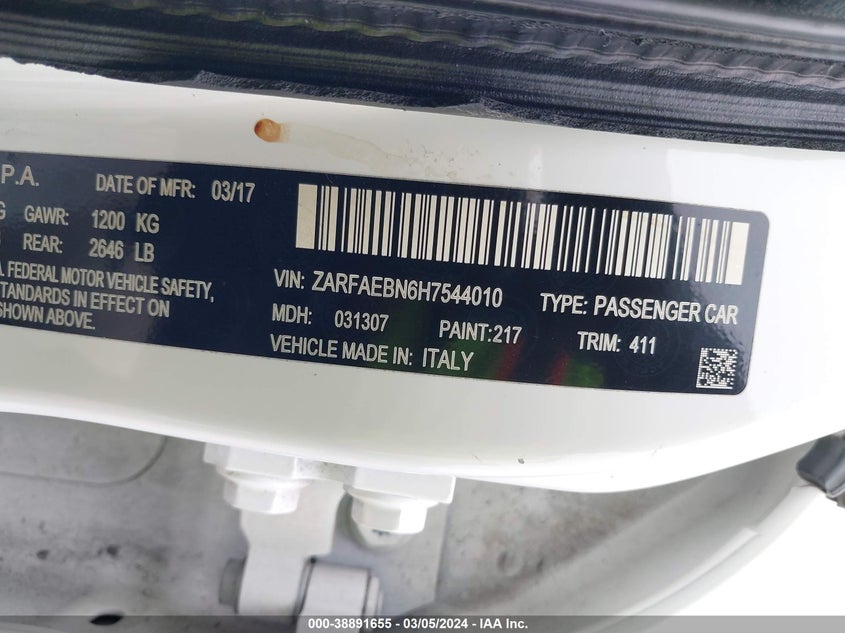 P.A. DATE OF MFR: 03/17
GAWR: 1200 KG
REAR: 2646 LB
FEDERAL MOTOR VEHICLE SAFETY,
STANDARDS IN EFFECT ON
SHOWN ABOVE.
VIN: ZARFAEBN6H7544010 TYPE: PASSENGER CAR
MDH: 031307 PAINT:217 TRIM: 411
VEHICLE MADE IN: ITALY
000-38891655 - 03/05/2024 - IAA Inc.